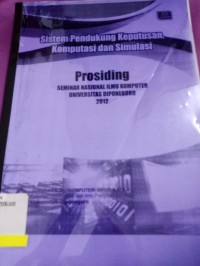 Sistem Pendukung Keputusan,
Komputasi dan Simulasi
Prosiding
SEMINAR NASIONAL ILMU KOMPUTER
UNIVERSITAS DIPONEGORO
2012